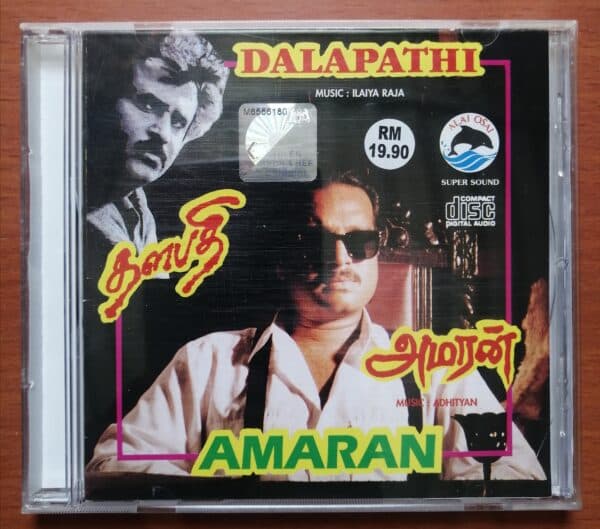 DALAPATHI
MUSIC : ILAIYA RAJA
RM
19.90
ALAI OSAI
SUPER SOUND
COMPACT
disc
DIGITAL AUDIO
தளபதி
அமரன்
MUSIC : ADHITYAN
AMARAN